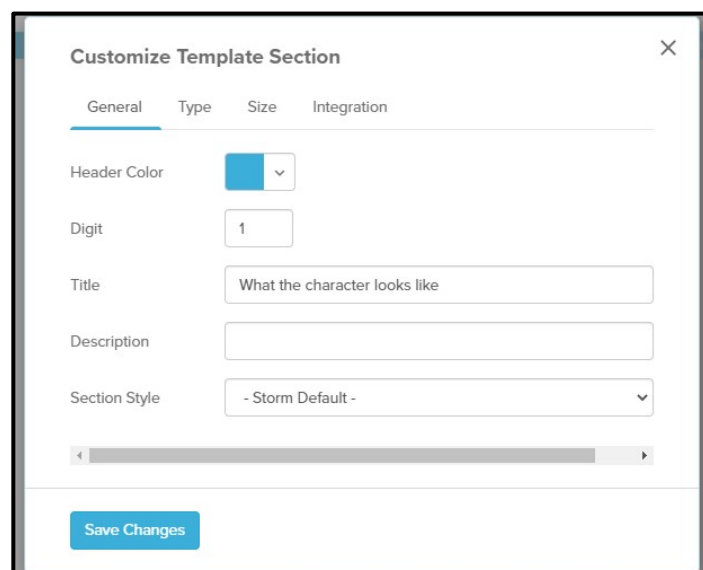 Customize Template Section
General Type Size Integration
Header Color
Digit 1
Title What the character looks like
Description
Section Style - Storm Default -
Save Changes